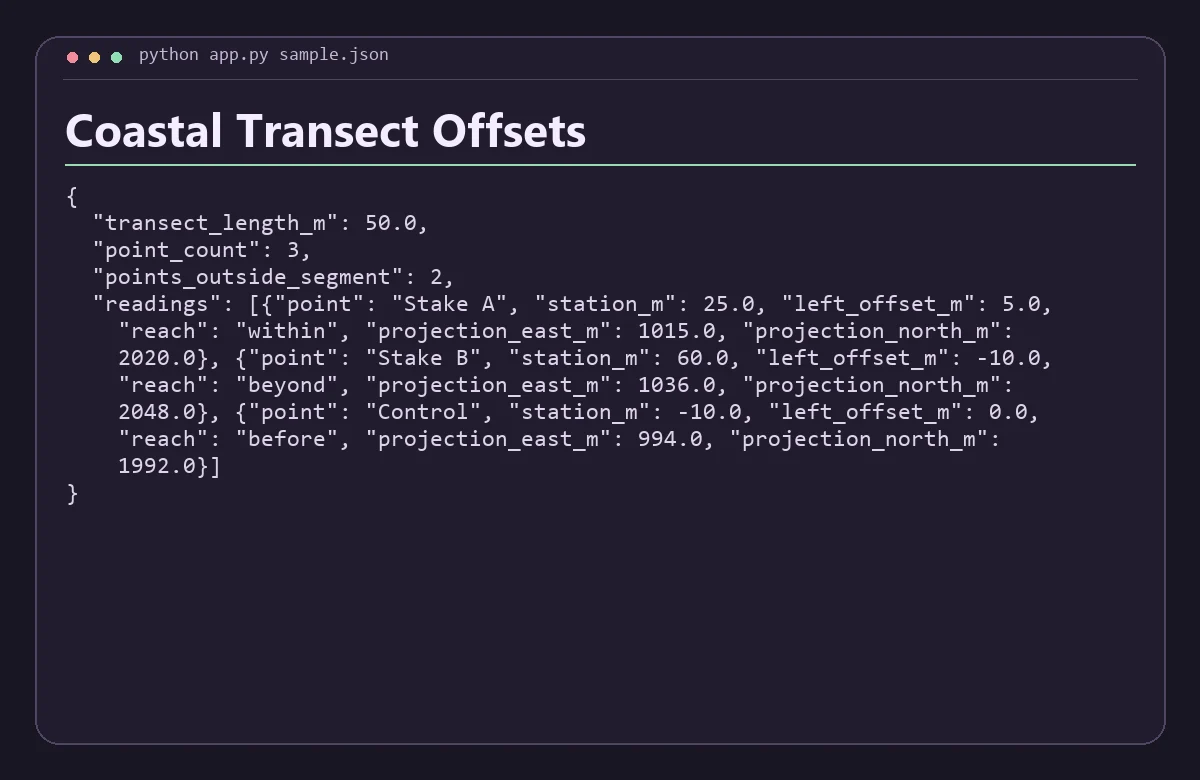 python app.py sample.json
Coastal Transect Offsets
{
"transect_length_m": 50.0,
"point_count": 3,
"points_outside_segment": 2,
"readings": [{"point": "Stake A", "station_m": 25.0, "left_offset_m": 5.0,
"reach": "within", "projection_east_m": 1015.0, "projection_north_m":
2020.0}, {"point": "Stake B", "station_m": 60.0, "left_offset_m": -10.0,
"reach": "beyond", "projection_east_m": 1036.0, "projection_north_m":
2048.0}, {"point": "Control", "station_m": -10.0, "left_offset_m": 0.0,
"reach": "before", "projection_east_m": 994.0, "projection_north_m":
1992.0}]
}